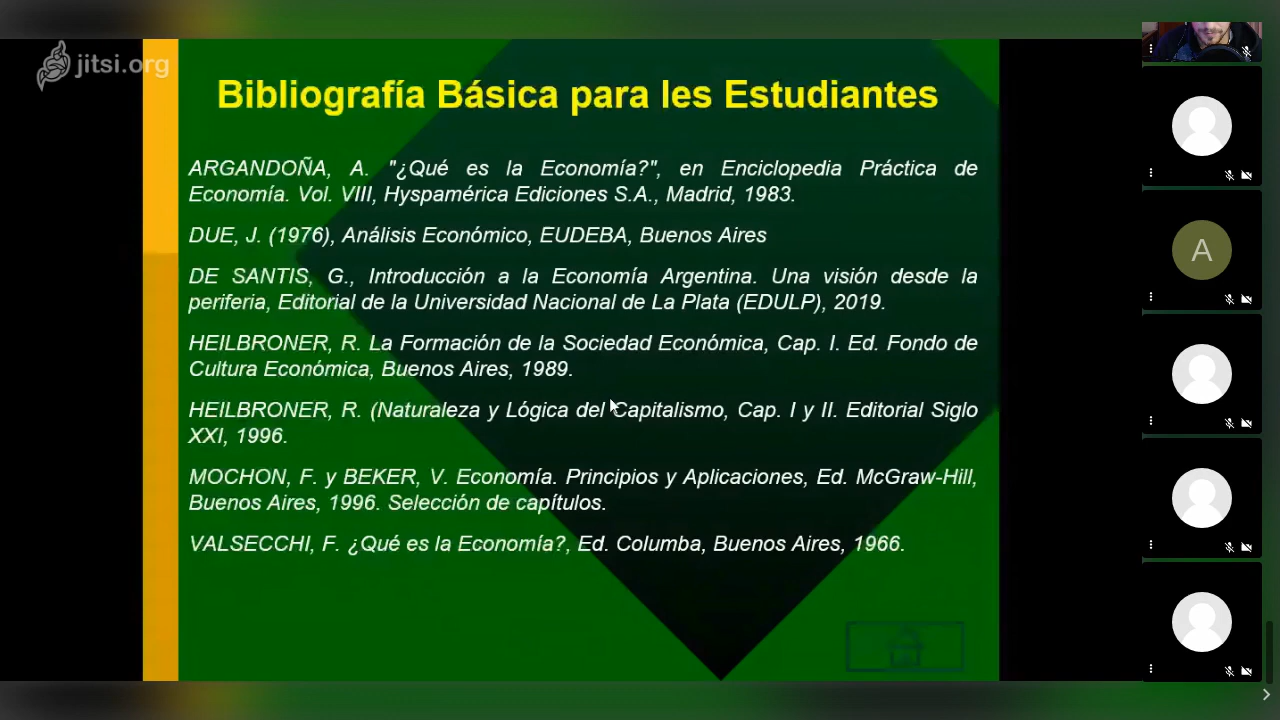 jitsi.org
Bibliografía Básica para les Estudiantes
ARGANDOÑA, A. "¿Qué es la Economía?", en Enciclopedia Práctica de
Economía. Vol. VIII, Hyspamérica Ediciones S.A., Madrid, 1983.
DUE, J. (1976), Análisis Económico, EUDEBA, Buenos Aires
DE SANTIS, G., Introducción a la Economía Argentina. Una visión desde la
periferia, Editorial de la Universidad Nacional de La Plata (EDULP), 2019.
HEILBRONER, R. La Formación de la Sociedad Económica, Cap. I. Ed. Fondo de
Cultura Económica, Buenos Aires, 1989.
HEILBRONER, R. (Naturaleza y Lógica del Capitalismo, Cap. I y II. Editorial Siglo
XXI, 1996.
MOCHON, F. y BEKER, V. Economía. Principios y Aplicaciones, Ed. McGraw-Hill,
Buenos Aires, 1996. Selección de capítulos.
VALSECCHI, F. ¿Qué es la Economía?, Ed. Columba, Buenos Aires, 1966.
A